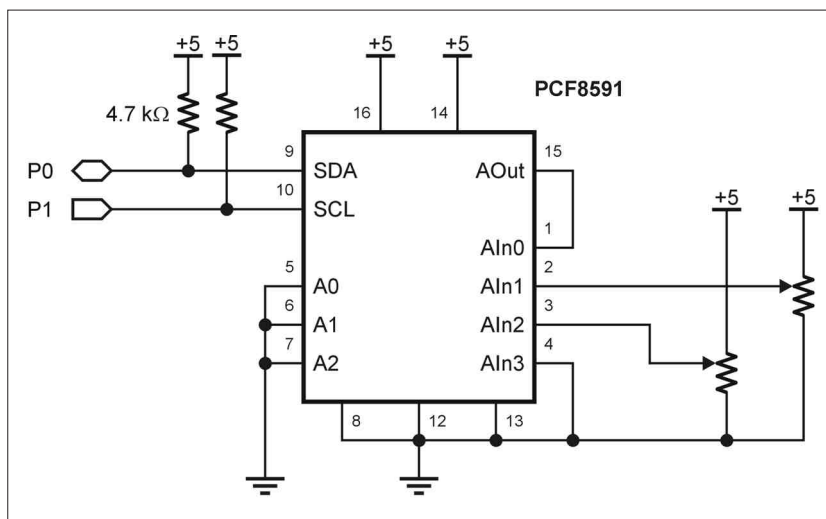 +5 +5 +5 +5
PCF8591
4.7 kΩ
16 14
9 SDA AOut 15
P0
10 SCL
P1
+5 +5
AIn0 1
5 A0 AIn1 2
6 A1 AIn2 3
7 A2 AIn3 4
8 12 13